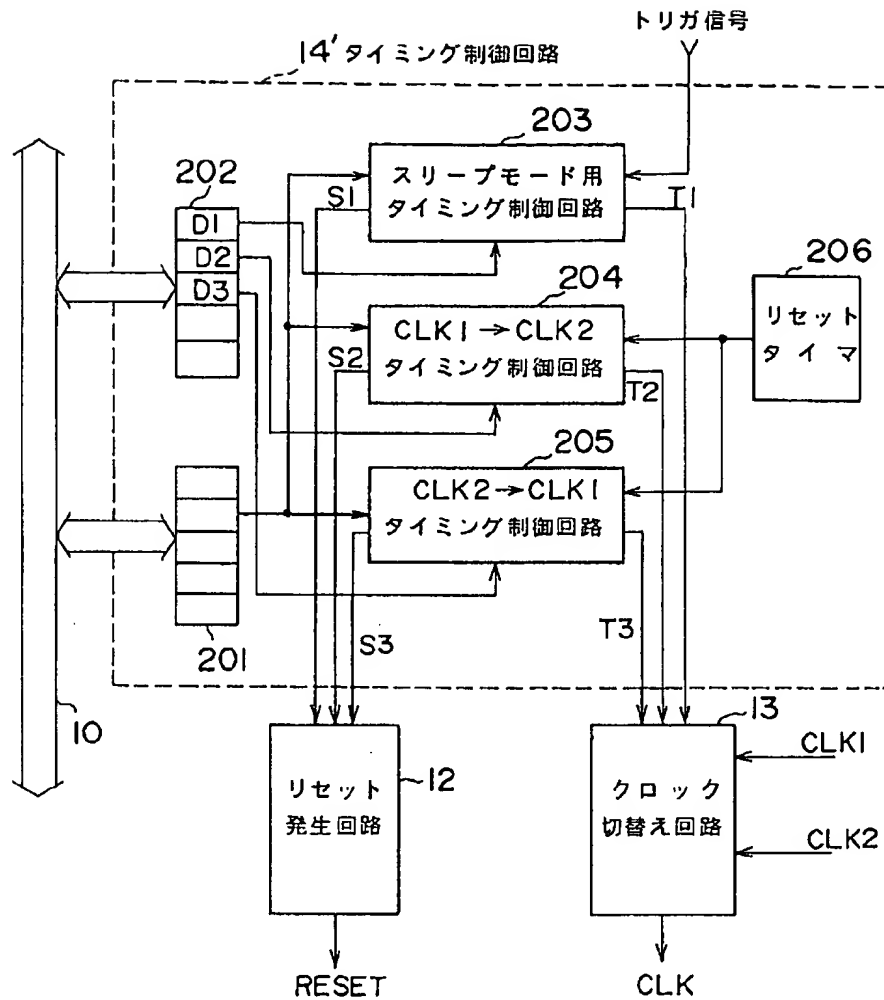 トリガ信号
14' タイミング制御回路
203
202
スリープモード用
タイミング制御回路
S1
T1
D1
D2
D3
206
リセット
タイマ
204
CLK1→CLK2
タイミング制御回路
S2
T2
205
CLK2→CLK1
タイミング制御回路
S3
T3
201
10
13
リセット
発生回路
12
クロック
切替え回路
CLK1
CLK2
RESET
CLK